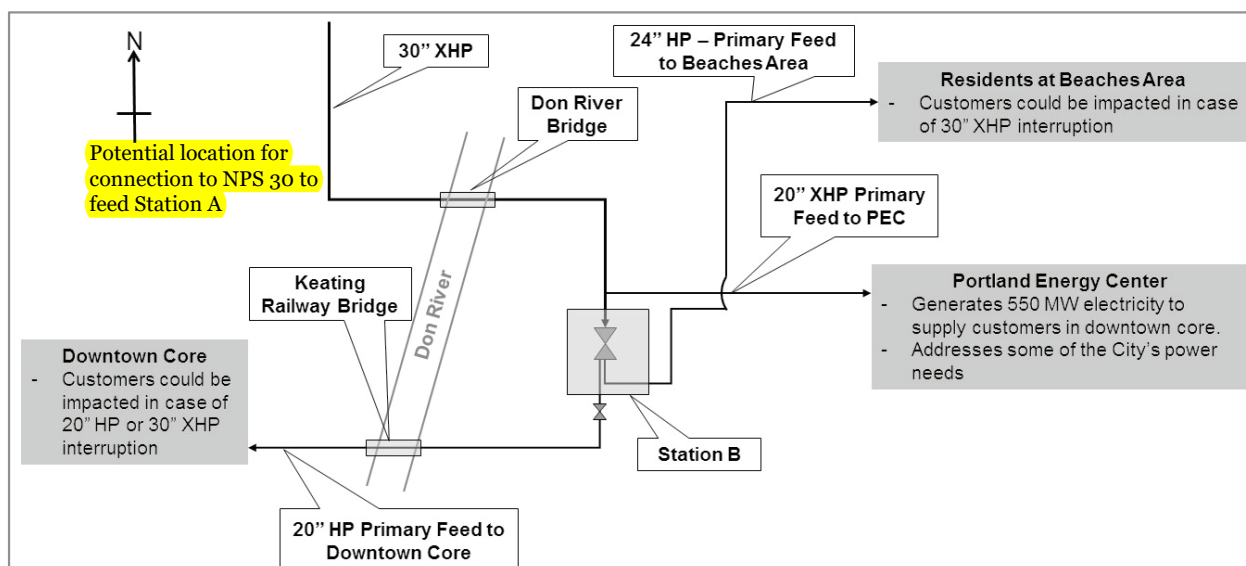 N
Potential location for
connection to NPS 30 to
feed Station A
30” XHP
Don River
Bridge
24” HP – Primary Feed
to Beaches Area
Residents at Beaches Area
- Customers could be impacted in case
of 30” XHP interruption
20” XHP Primary
Feed to PEC
Keating
Railway Bridge
Don River
Portland Energy Center
- Generates 550 MW electricity to
supply customers in downtown core.
- Addresses some of the City’s power
needs
Downtown Core
- Customers could be
impacted in case of
20” HP or 30” XHP
interruption
Station B
20” HP Primary Feed to
Downtown Core